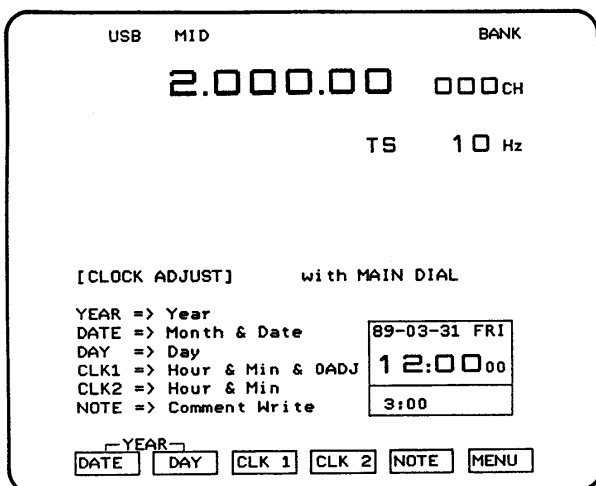 USB MID BANK
2.000.00 000CH
TS 10 Hz
[CLOCK ADJUST] with MAIN DIAL
YEAR => Year
DATE => Month & Date
DAY => Day
CLK1 => Hour & Min & 0ADJ
CLK2 => Hour & Min
NOTE => Comment Write
89-03-31 FRI
12:00 00
3:00
YEAR
DATE DAY CLK 1 CLK 2 NOTE MENU